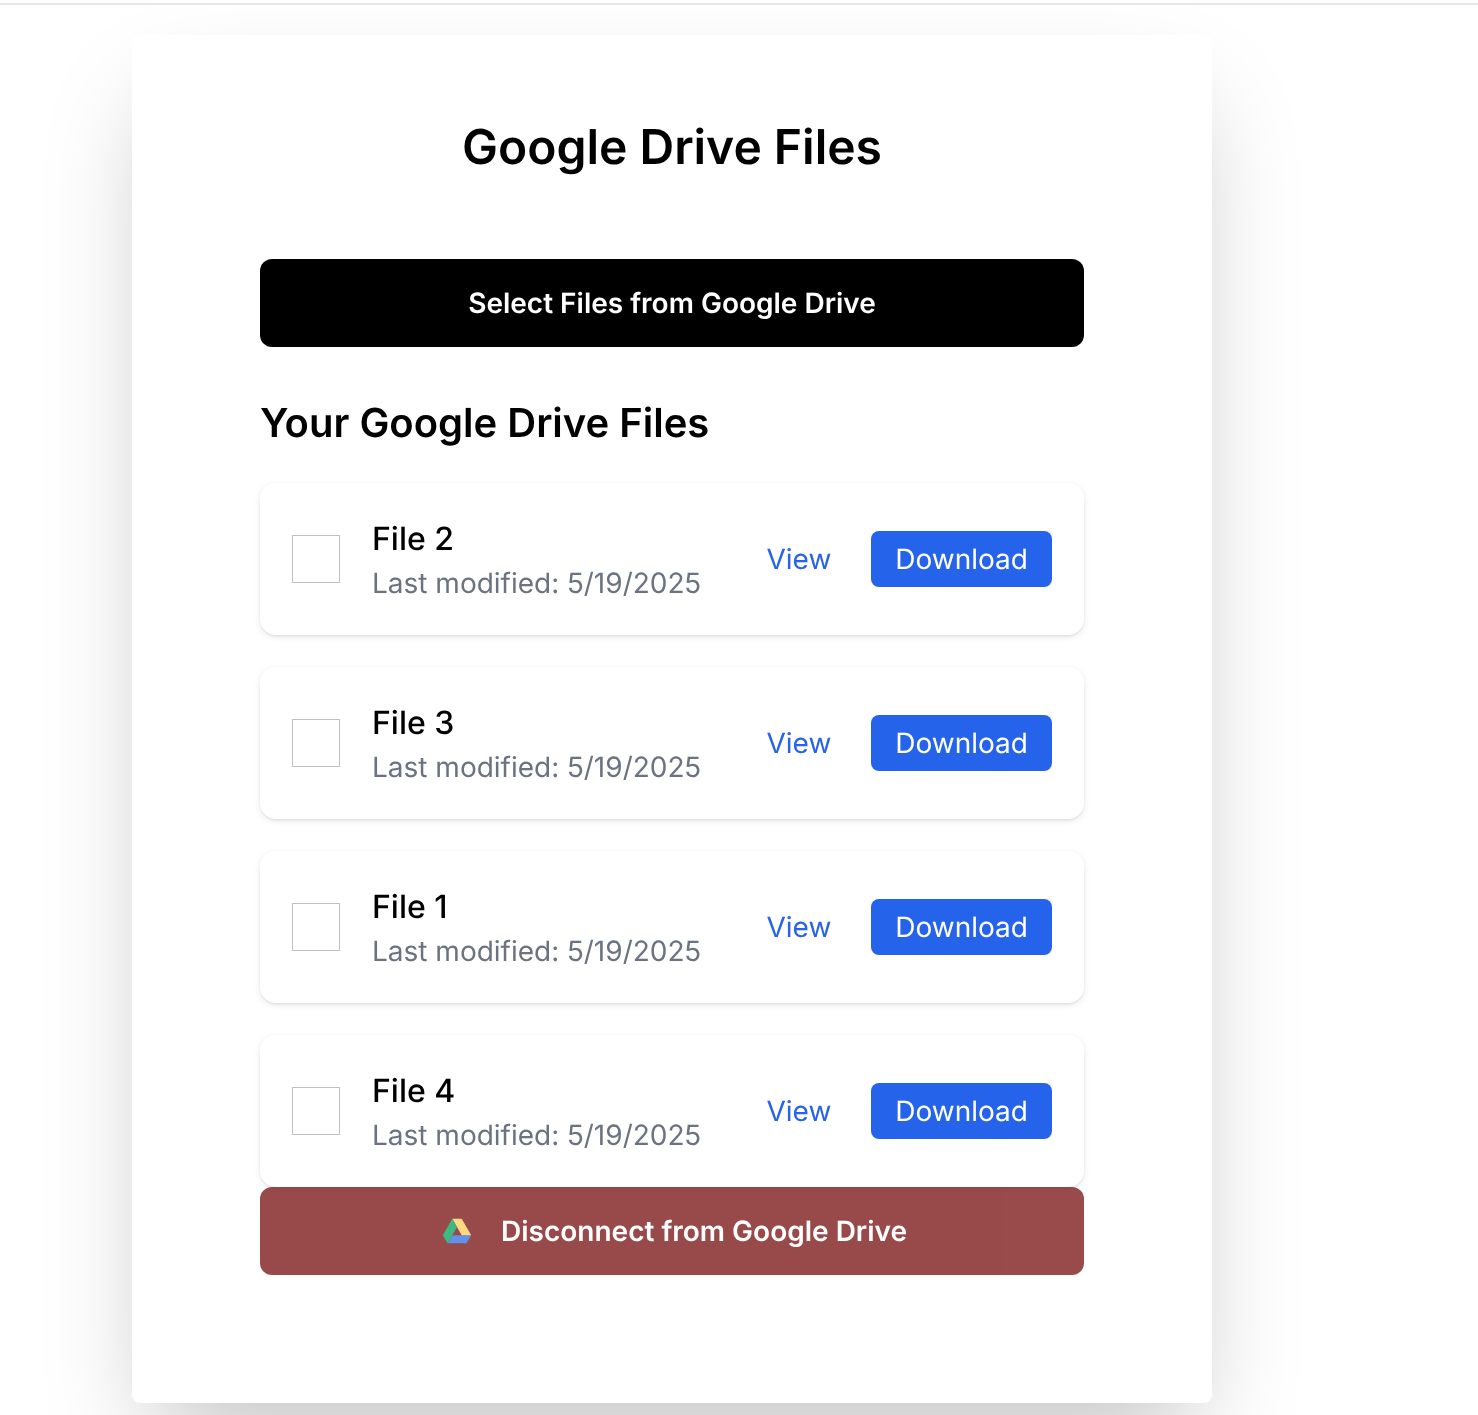 Google Drive Files
Select Files from Google Drive
Your Google Drive Files
File 2
Last modified: 5/19/2025
View
Download
File 3
Last modified: 5/19/2025
View
Download
File 1
Last modified: 5/19/2025
View
Download
File 4
Last modified: 5/19/2025
View
Download
Disconnect from Google Drive